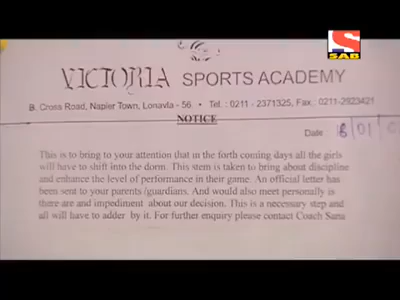 S
SAB
VICTORIA SPORTS ACADEMY
B, Cross Road, Napier Town, Lonavla - 56 • Tel. : 0211 - 2371325, Fax : 0211-2923421
NOTICE
Date 16/01/0
This is to bring to your attention that in the forth coming days all the girls
will have to shift into the dorm. This stem is taken to bring about discipline
and enhance the level of performance in their game. An official letter has
been sent to your parents /guardians. And would also meet personally is
there are and impediment about our decision. This is a necessary step and
all will have to adder by it. For further enquiry please contact Coach Sana